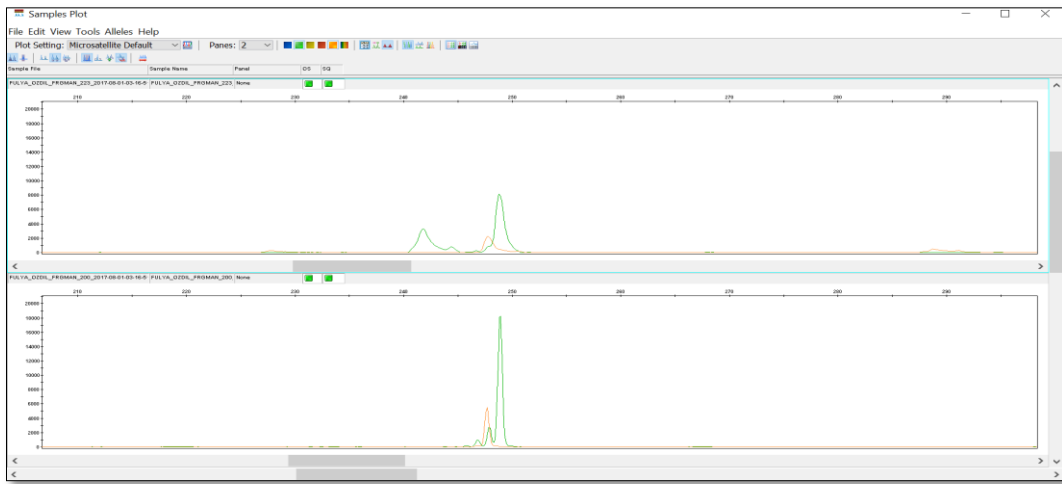 Samples Plot
File Edit View Tools Alleles Help
Plot Setting: Microsatellite Default Panes: 2
Sample File Sample Name Panel OS SQ
FULYA_OZDIL_FRGMAN_223_2017-08-01-03-16-5 FULYA_OZDIL_FRGMAN_223 None
210 220 230 240 250 260 270 280 290
20000
18000
16000
14000
12000
10000
8000
6000
4000
2000
0
FULYA_OZDIL_FRGMAN_200_2017-08-01-03-16-5 FULYA_OZDIL_FRGMAN_200 None
210 220 230 240 250 260 270 280 290
20000
18000
16000
14000
12000
10000
8000
6000
4000
2000
0